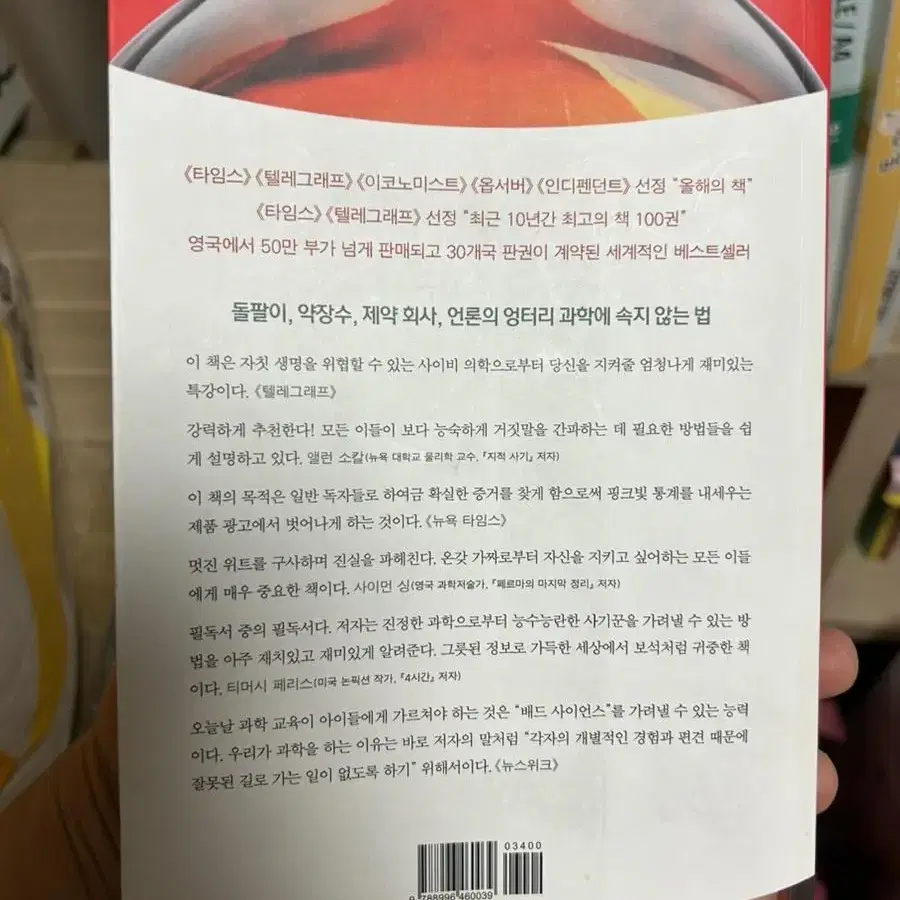 《타임스》《텔레그래프》《이코노미스트》《옵서버》《인디펜던트》 선정 “올해의 책”
《타임스》《텔레그래프》 선정 “최근 10년간 최고의 책 100권”
영국에서 50만 부가 넘게 판매되고 30개국 판권이 계약된 세계적인 베스트셀러
돌팔이, 약장수, 제약 회사, 언론의 엉터리 과학에 속지 않는 법
이 책은 자칫 생명을 위협할 수 있는 사이비 의학으로부터 당신을 지켜줄 엄청나게 재미있는
특강이다. 《텔레그래프》
강력하게 추천한다! 모든 이들이 보다 능숙하게 거짓말을 간파하는 데 필요한 방법들을 쉽
게 설명하고 있다. 앨런 소칼(뉴욕 대학교 물리학 교수, 『지적 사기』 저자)
이 책의 목적은 일반 독자들로 하여금 확실한 증거를 찾게 함으로써 핑크빛 통계를 내세우는
제품 광고에서 벗어나게 하는 것이다. 《뉴욕 타임스》
멋진 위트를 구사하며 진실을 파헤친다. 온갖 가짜로부터 자신을 지키고 싶어하는 모든 이들
에게 매우 중요한 책이다. 사이먼 싱(영국 과학저술가, 『페르마의 마지막 정리』 저자)
필독서 중의 필독서다. 저자는 진정한 과학으로부터 능수능란한 사기꾼을 가려낼 수 있는 방
법을 아주 재치있고 재미있게 알려준다. 그릇된 정보로 가득한 세상에서 보석처럼 귀중한 책
이다. 티머시 페리스(미국 논픽션 작가, 『4시간』 저자)
오늘날 과학 교육이 아이들에게 가르쳐야 하는 것은 “배드 사이언스”를 가려낼 수 있는 능력
이다. 우리가 과학을 하는 이유는 바로 저자의 말처럼 “각자의 개별적인 경험과 편견 때문에
잘못된 길로 가는 일이 없도록 하기” 위해서이다. 《뉴스위크》
03400
9 788996 460039